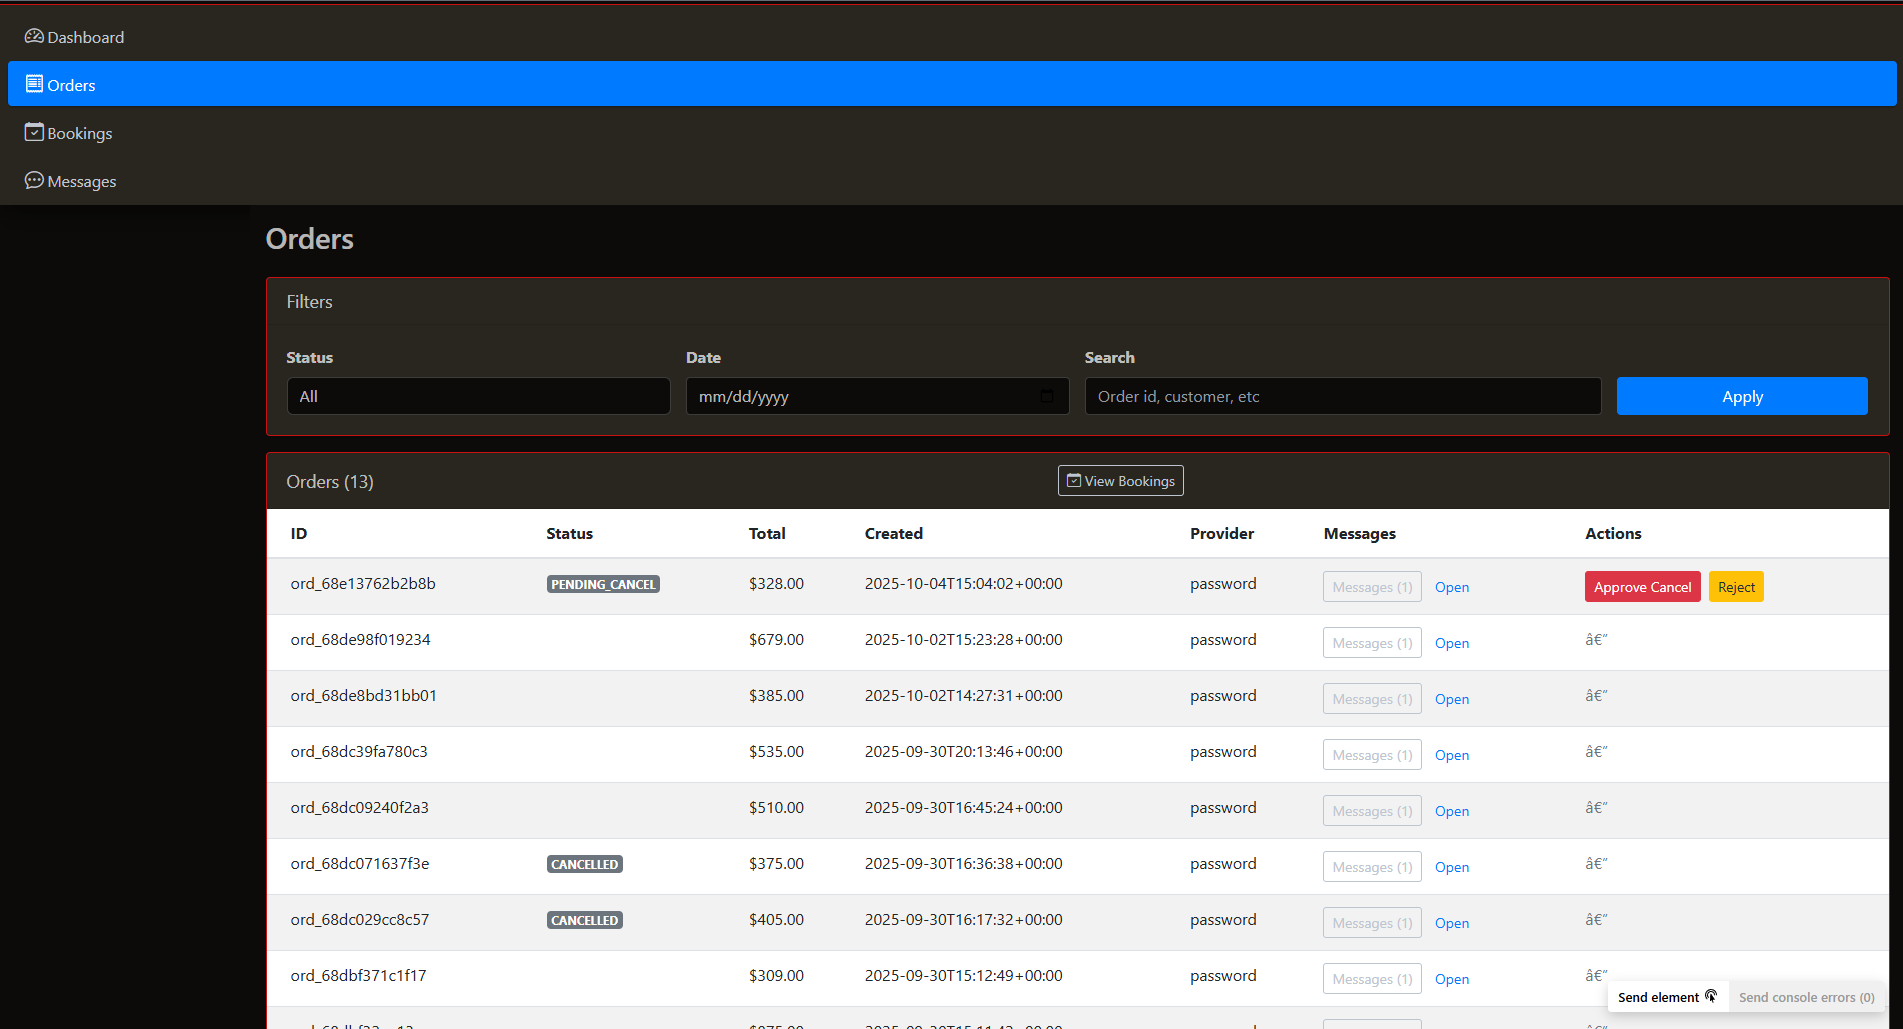 Dashboard
Orders
Bookings
Messages
Orders
Filters
Status Date Search
All mm/dd/yyyy Order id, customer, etc Apply
Orders (13) View Bookings
ID Status Total Created Provider Messages Actions
ord_68e13762b2b8b PENDING_CANCEL $328.00 2025-10-04T15:04:02+00:00 password Messages (1) Open Approve Cancel Reject
ord_68de98f019234 $679.00 2025-10-02T15:23:28+00:00 password Messages (1) Open â€”
ord_68de8bd31bb01 $385.00 2025-10-02T14:27:31+00:00 password Messages (1) Open â€”
ord_68dc39fa780c3 $535.00 2025-09-30T20:13:46+00:00 password Messages (1) Open â€”
ord_68dc09240f2a3 $510.00 2025-09-30T16:45:24+00:00 password Messages (1) Open â€”
ord_68dc071637f3e CANCELLED $375.00 2025-09-30T16:36:38+00:00 password Messages (1) Open â€”
ord_68dc029cc8c57 CANCELLED $405.00 2025-09-30T16:17:32+00:00 password Messages (1) Open â€”
ord_68dbf371c1f17 $309.00 2025-09-30T15:12:49+00:00 password Messages (1) Open â€”
Send element Send console errors (0)